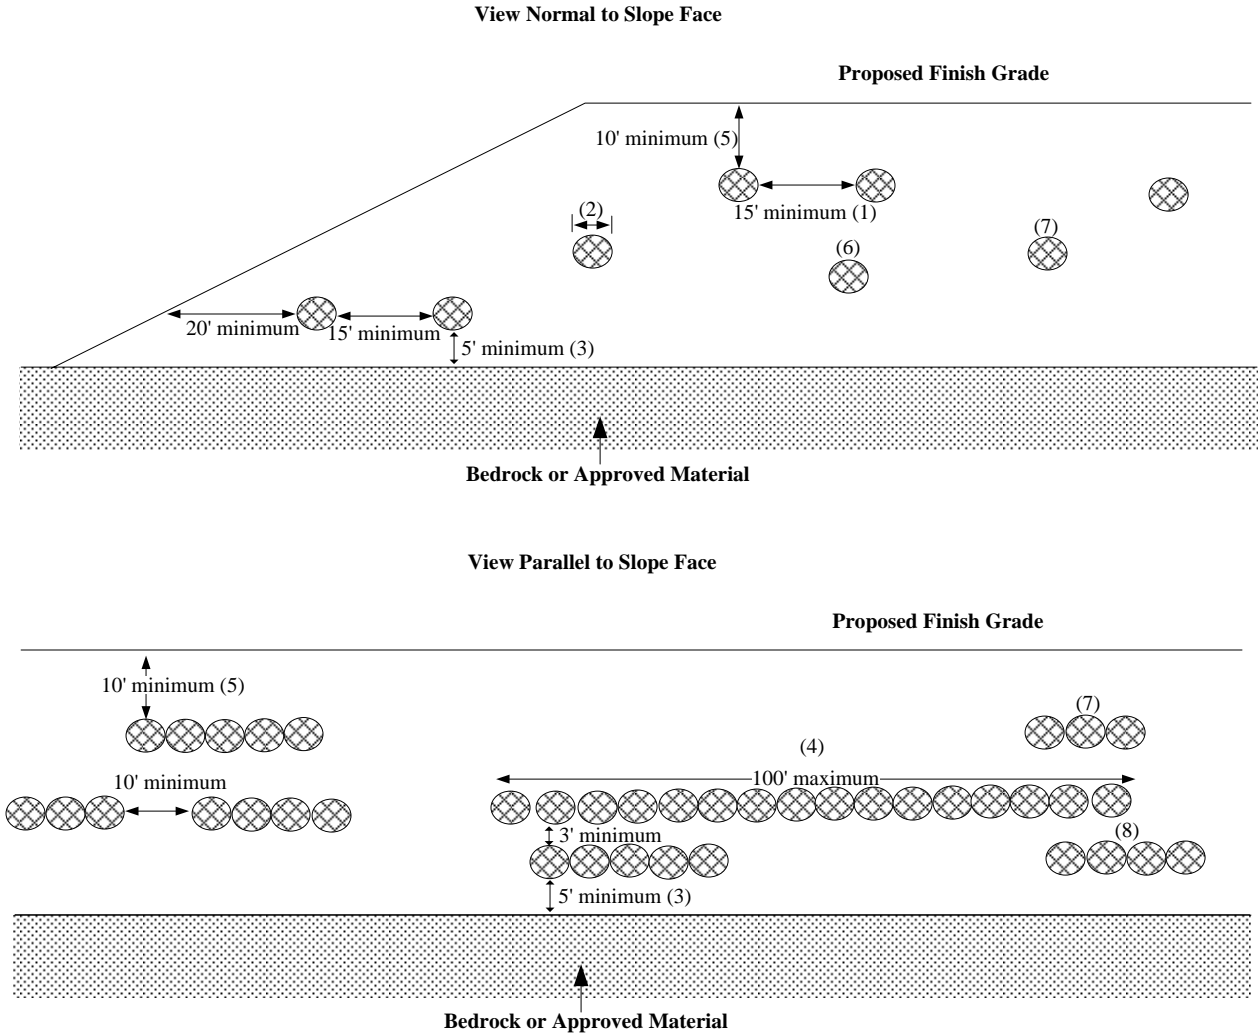 View Normal to Slope Face
Proposed Finish Grade
10' minimum (5)
15' minimum (1)
(2)
(7)
(6)
20' minimum
15' minimum
5' minimum (3)
Bedrock or Approved Material
View Parallel to Slope Face
Proposed Finish Grade
10' minimum (5)
(7)
(4)
100' maximum
10' minimum
(8)
3' minimum
5' minimum (3)
Bedrock or Approved Material